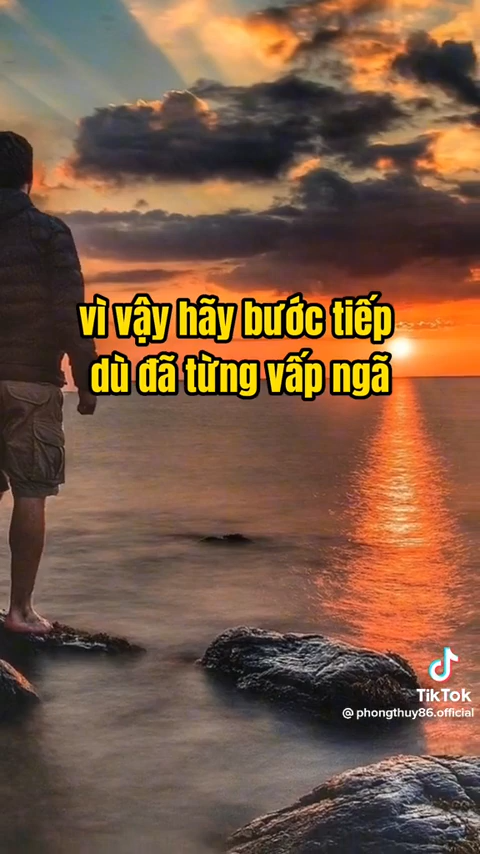 vì vậy hãy bước tiếp
dù đã từng vấp ngã
TikTok
@ phongthuy86.official